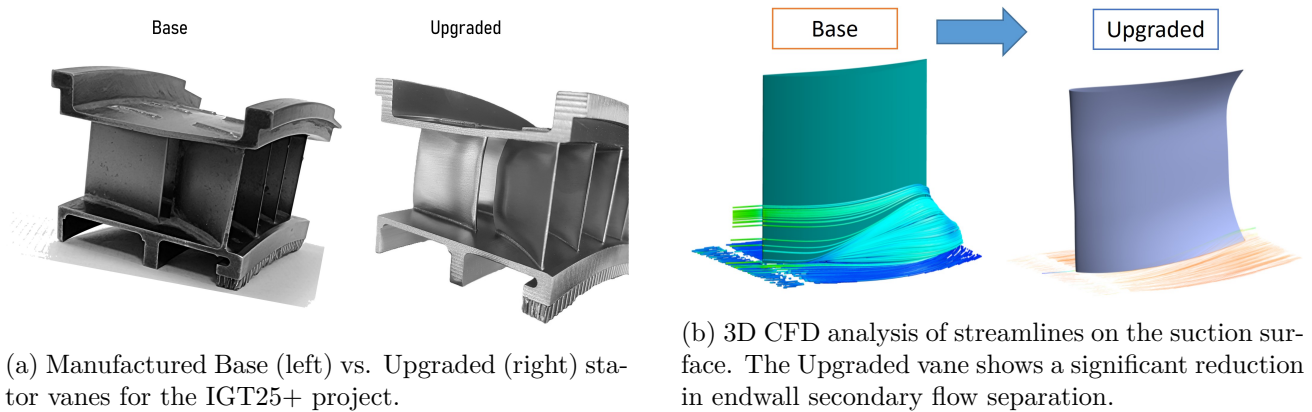 Base
Upgraded
(a) Manufactured Base (left) vs. Upgraded (right) sta-
tor vanes for the IGT25+ project.
Base
Upgraded
(b) 3D CFD analysis of streamlines on the suction sur-
face. The Upgraded vane shows a significant reduction
in endwall secondary flow separation.